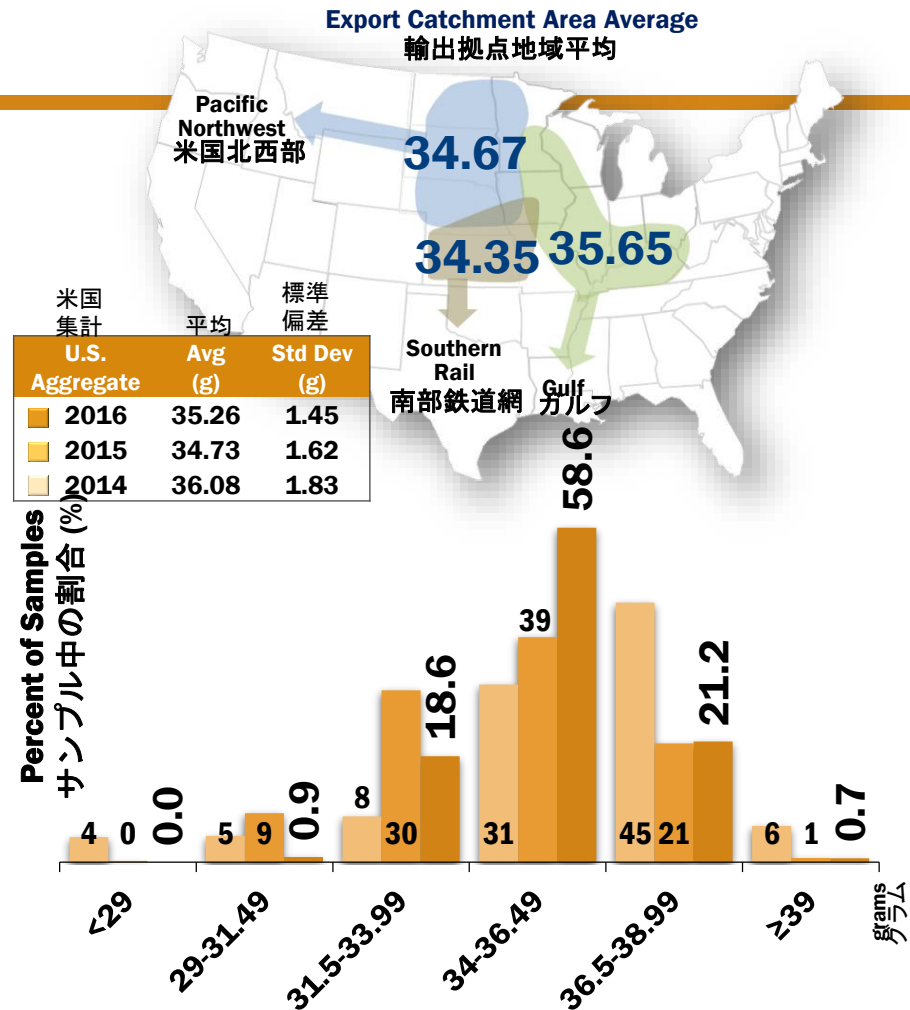 Export Catchment Area Average
輸出拠点地域平均
Pacific
Northwest
米国北西部
34.67
34.35
35.65
Southern
Rail
南部鉄道網
Gulf
ガルフ
米国
集計
平均
標準
偏差
U.S.
Aggregate
Avg
(g)
Std Dev
(g)
2016 35.26 1.45
2015 34.73 1.62
2014 36.08 1.83
Percent of Samples
サンプル中の割合 (%)
4 0 0.0
5 9 0.9
8 30 18.6
31 39 58.6
45 21 21.2
6 1 0.7
<29
29-31.49
31.5-33.99
34-36.49
36.5-38.99
≥39
grams
グラム